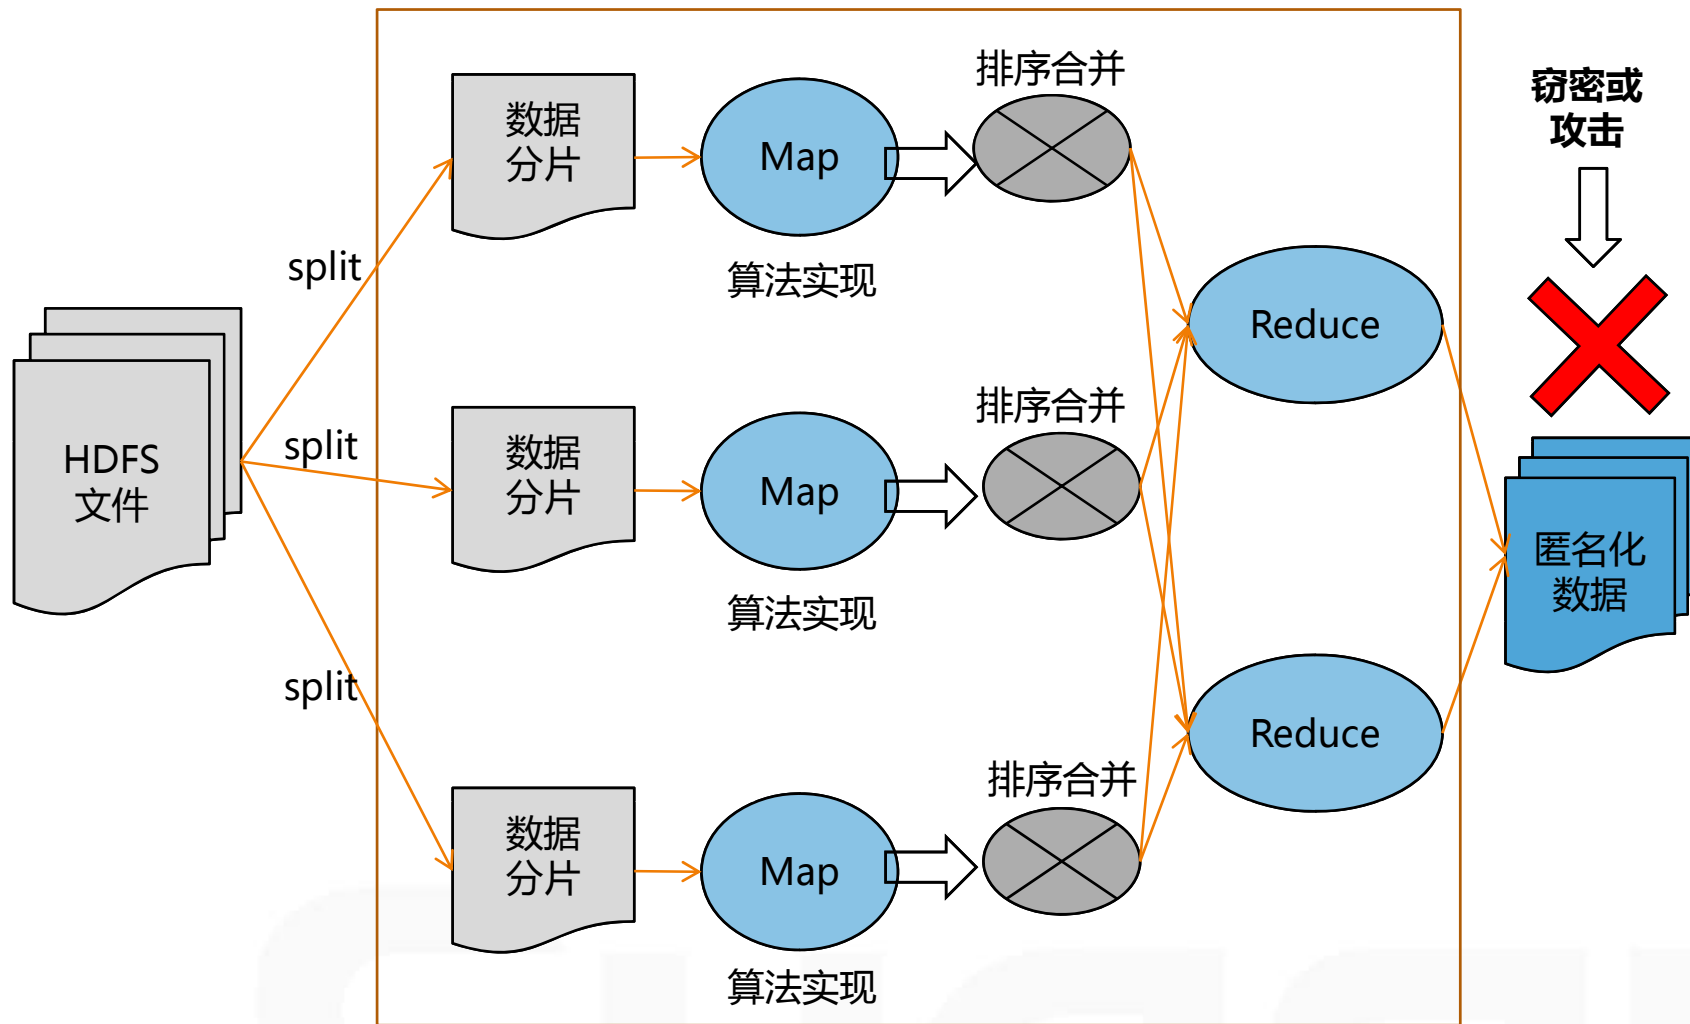 排序合并
窃密或
攻击
数据
分片
Map
算法实现
split
Reduce
HDFS
文件
split
数据
分片
Map
排序合并
算法实现
匿名化
数据
split
Reduce
排序合并
数据
分片
Map
算法实现